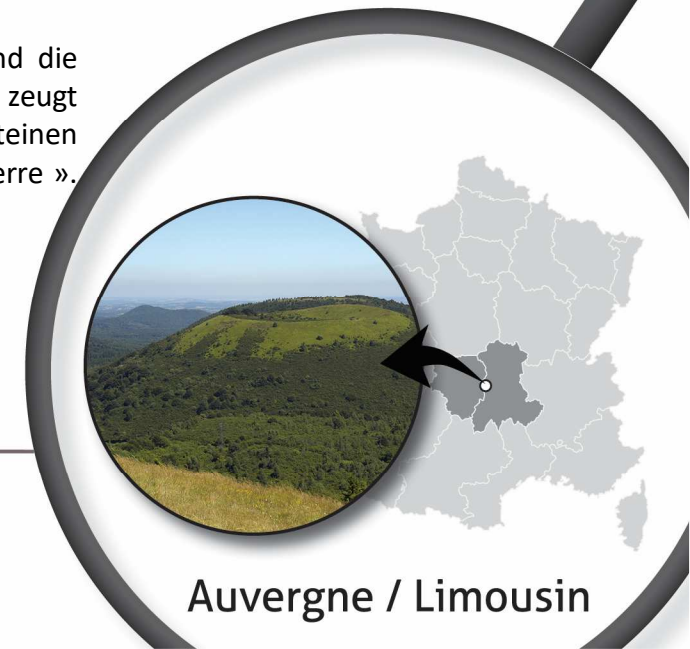 nd die
zeugt
teinen
erre ».
Auvergne / Limousin